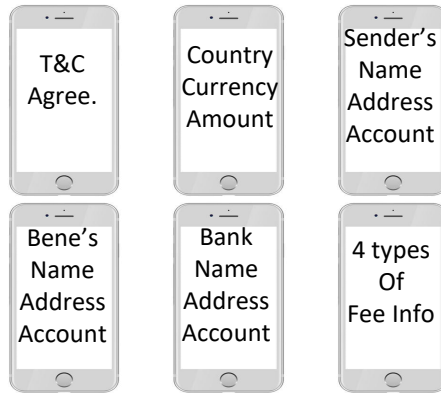 T&C
Agree.
Country
Currency
Amount
Sender’s
Name
Address
Account
Bene’s
Name
Address
Account
Bank
Name
Address
Account
4 types
Of
Fee Info